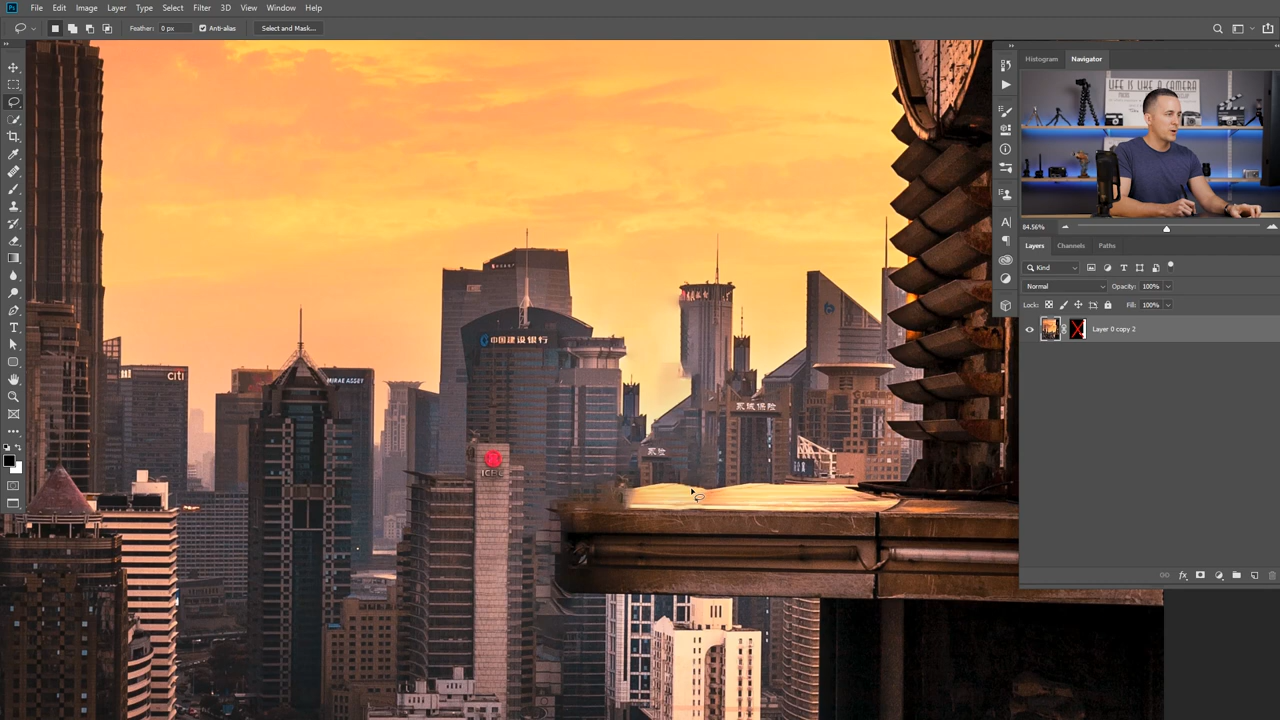 Ps File Edit Image Layer Type Select Filter 3D View Window Help
Feather: 0 px Anti-alias Select and Mask...
Histogram Navigator
LIFE IS LIKE A CAMERA
84.56%
Layers Channels Paths
Kind
Normal Opacity: 100%
Lock: Fill: 100%
Layer 0 copy 2
fx
citi
MIRAE ASSET
中国建设银行
ICBC